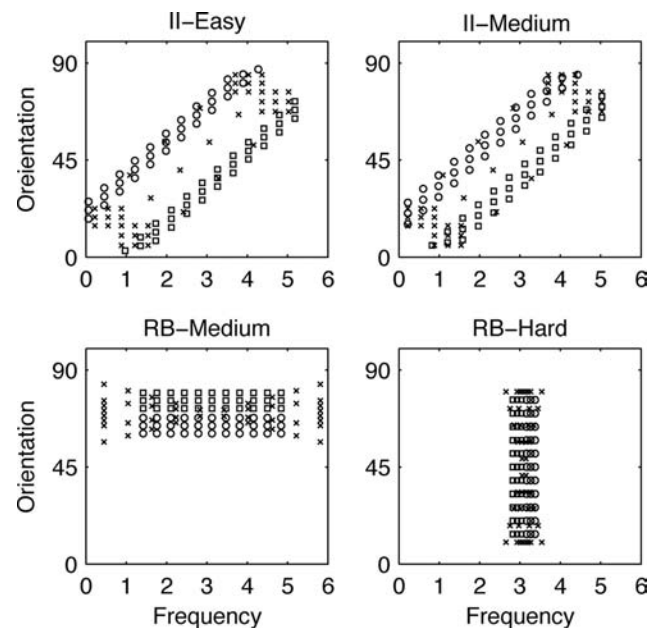 II-Easy
II-Medium
90
45
0
Oreientation
0 1 2 3 4 5 6
90
45
0
0 1 2 3 4 5 6
RB-Medium
RB-Hard
90
45
0
Orientation
0 1 2 3 4 5 6
Frequency
90
45
0
0 1 2 3 4 5 6
Frequency